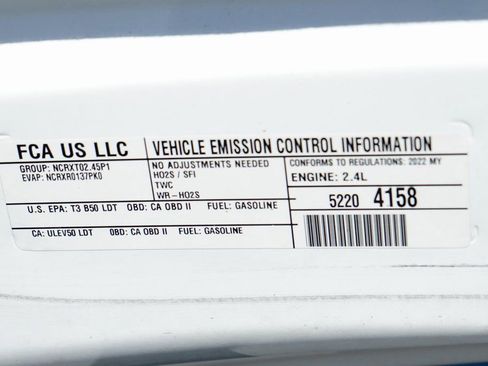 FCA US LLC
VEHICLE EMISSION CONTROL INFORMATION
GROUP: NCRXT02.45P1
EVAP: NCRXR0137PK0
NO ADJUSTMENTS NEEDED
HO2S / SFI
TWC
WR-HO2S
CONFORMS TO REGULATIONS: 2022 MY
ENGINE: 2.4L
U.S. EPA: T3 B50 LDT OBD: CA OBD II FUEL: GASOLINE
CA: ULEV50 LDT OBD: CA OBD II FUEL: GASOLINE
5220 4158